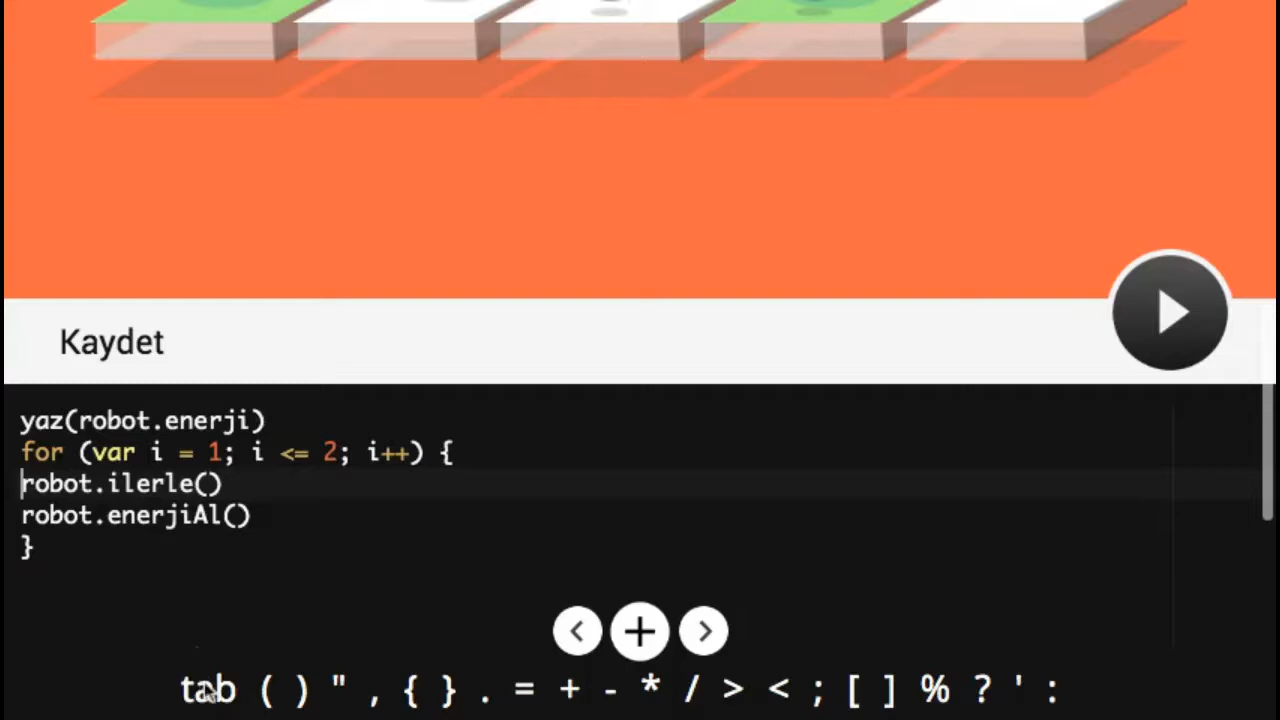 Kaydet
yaz(robot.enerji)
for (var i = 1; i <= 2; i++) {
robot.ilerle()
robot.enerjiAl()
}
tab ( ) " , { } . = + - * / > < ; [ ] % ? ' :